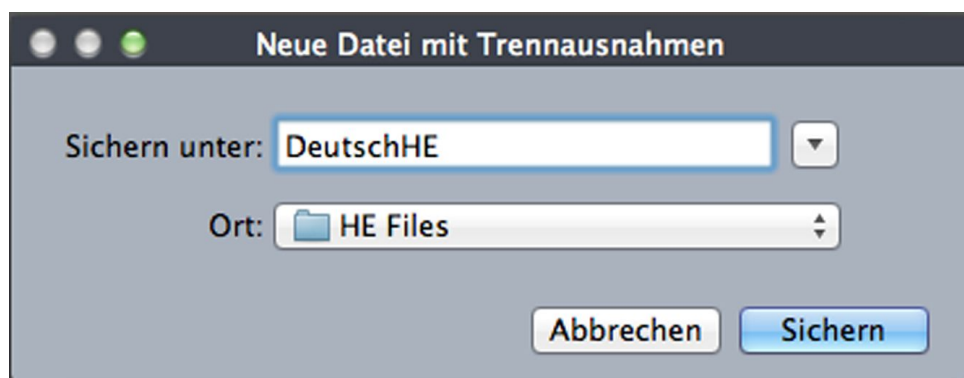 Neue Datei mit Trennausnahmen
Sichern unter: DeutschHE
Ort: HE Files
Abbrechen Sichern